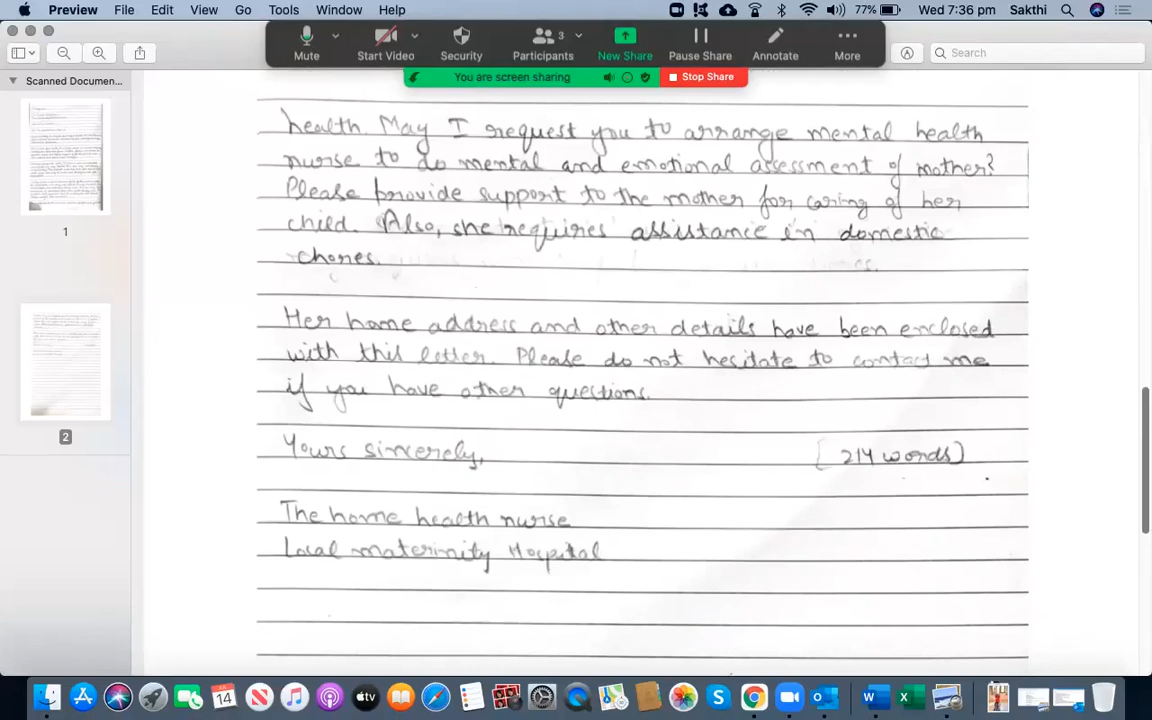 Preview File Edit View Go Tools Window Help 77% Wed 7:36 pm Sakthi
Mute Start Video Security Participants 3 New Share Pause Share Annotate More
Search
You are screen sharing Stop Share
Scanned Documen...
1
2
health. May I request you to arrange mental health
nurse to do mental and emotional assessment of mother?
Please provide support to the mother for caring of her
child. Also, she requires assistance in domestic
chores.
Her home address and other details have been enclosed
with this letter. Please do not hesitate to contact me
if you have other questions.
Yours sincerely, [214 words]
The home health nurse
Local materinity Hospital
JUL
14
tv